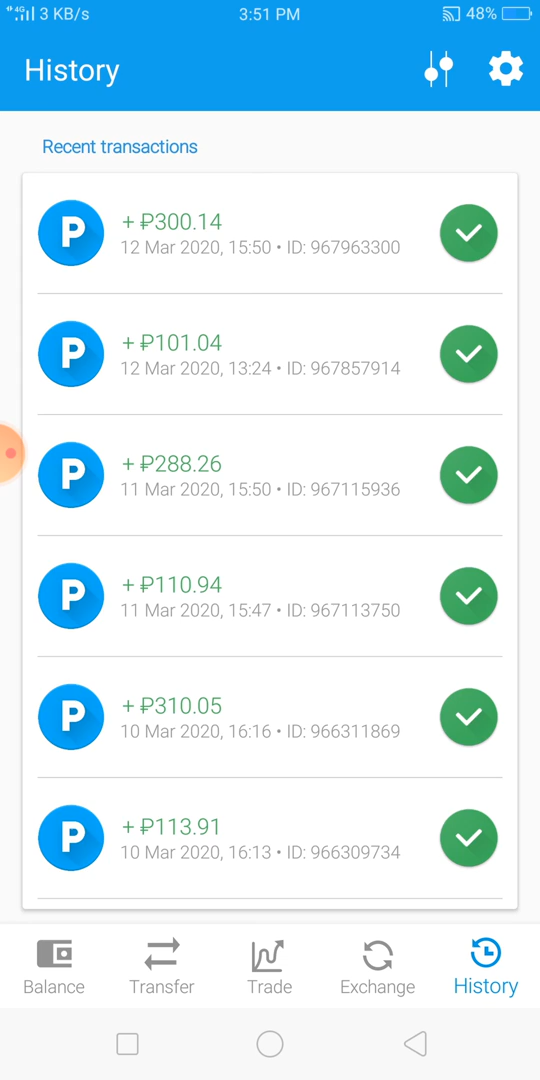 4G 3 KB/s 3:51 PM 48%
History
Recent transactions
P + ₽300.14
12 Mar 2020, 15:50 • ID: 967963300
P + ₽101.04
12 Mar 2020, 13:24 • ID: 967857914
P + ₽288.26
11 Mar 2020, 15:50 • ID: 967115936
P + ₽110.94
11 Mar 2020, 15:47 • ID: 967113750
P + ₽310.05
10 Mar 2020, 16:16 • ID: 966311869
P + ₽113.91
10 Mar 2020, 16:13 • ID: 966309734
Balance Transfer Trade Exchange History